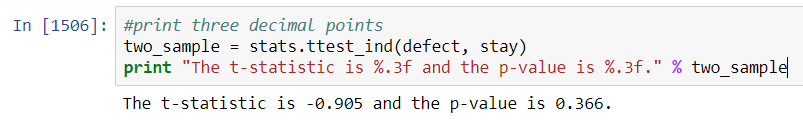 In [1506]: #print three decimal points
two_sample = stats.ttest_ind(defect, stay)
print "The t-statistic is %.3f and the p-value is %.3f." % two_sample
The t-statistic is -0.905 and the p-value is 0.366.